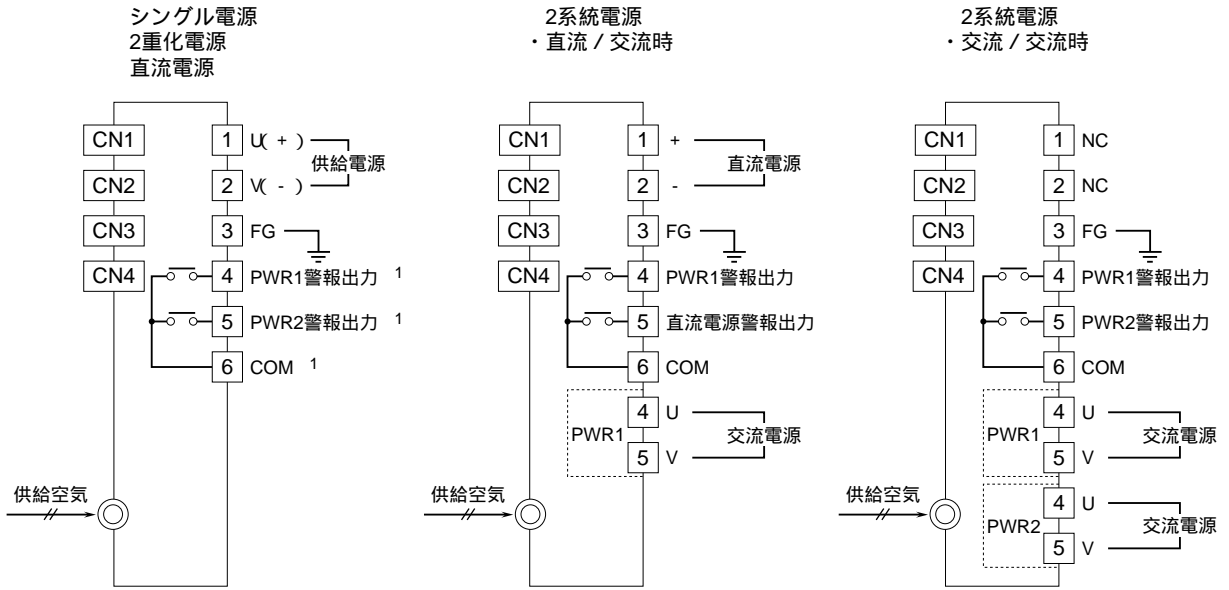 シングル電源
2重化電源
直流電源
CN1
CN2
CN3
CN4
1 U( + )
供給電源
2 V( - )
3 FG
4 PWR1警報出力 1
5 PWR2警報出力 1
6 COM 1
供給空気
2系統電源
・直流 / 交流時
CN1
CN2
CN3
CN4
1 +
直流電源
2 -
3 FG
4 PWR1警報出力
5 直流電源警報出力
6 COM
PWR1
4 U
交流電源
5 V
供給空気
2系統電源
・交流 / 交流時
CN1
CN2
CN3
CN4
1 NC
2 NC
3 FG
4 PWR1警報出力
5 PWR2警報出力
6 COM
PWR1
4 U
交流電源
5 V
PWR2
4 U
交流電源
5 V
供給空気